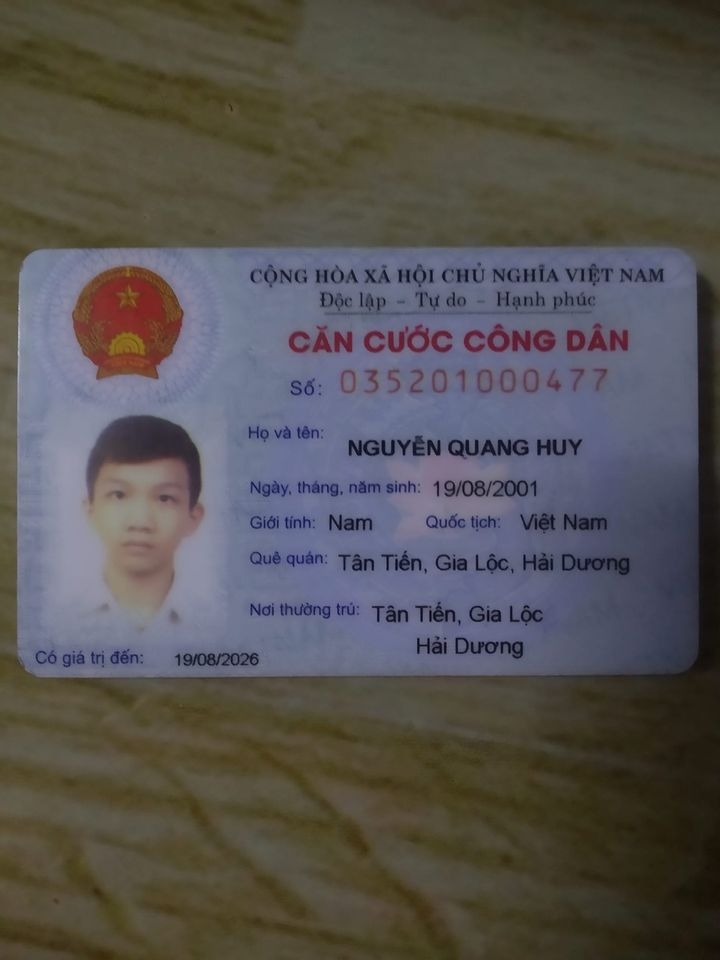 CỘNG HÒA XÃ HỘI CHỦ NGHĨA VIỆT NAM
Độc lập - Tự do - Hạnh phúc
CĂN CƯỚC CÔNG DÂN
Số: 035201000477
Họ và tên: NGUYỄN QUANG HUY
Ngày, tháng, năm sinh: 19/08/2001
Giới tính: Nam Quốc tịch: Việt Nam
Quê quán: Tân Tiến, Gia Lộc, Hải Dương
Nơi thường trú: Tân Tiến, Gia Lộc
Hải Dương
Có giá trị đến: 19/08/2026